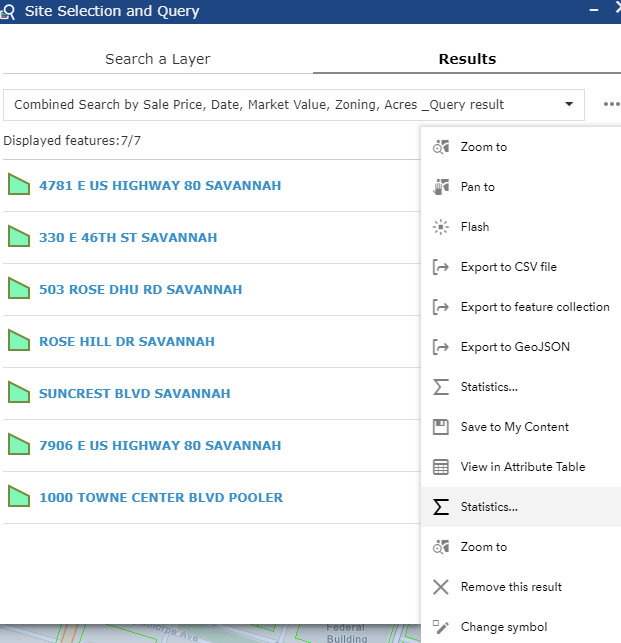 Site Selection and Query
Search a Layer
Results
Combined Search by Sale Price, Date, Market Value, Zoning, Acres _Query result
Displayed features:7/7
4781 E US HIGHWAY 80 SAVANNAH
330 E 46TH ST SAVANNAH
503 ROSE DHU RD SAVANNAH
ROSE HILL DR SAVANNAH
SUNCREST BLVD SAVANNAH
7906 E US HIGHWAY 80 SAVANNAH
1000 TOWNE CENTER BLVD POOLER
Zoom to
Pan to
Flash
Export to CSV file
Export to feature collection
Export to GeoJSON
Statistics...
Save to My Content
View in Attribute Table
Statistics...
Zoom to
Remove this result
Change symbol
Federal
Building